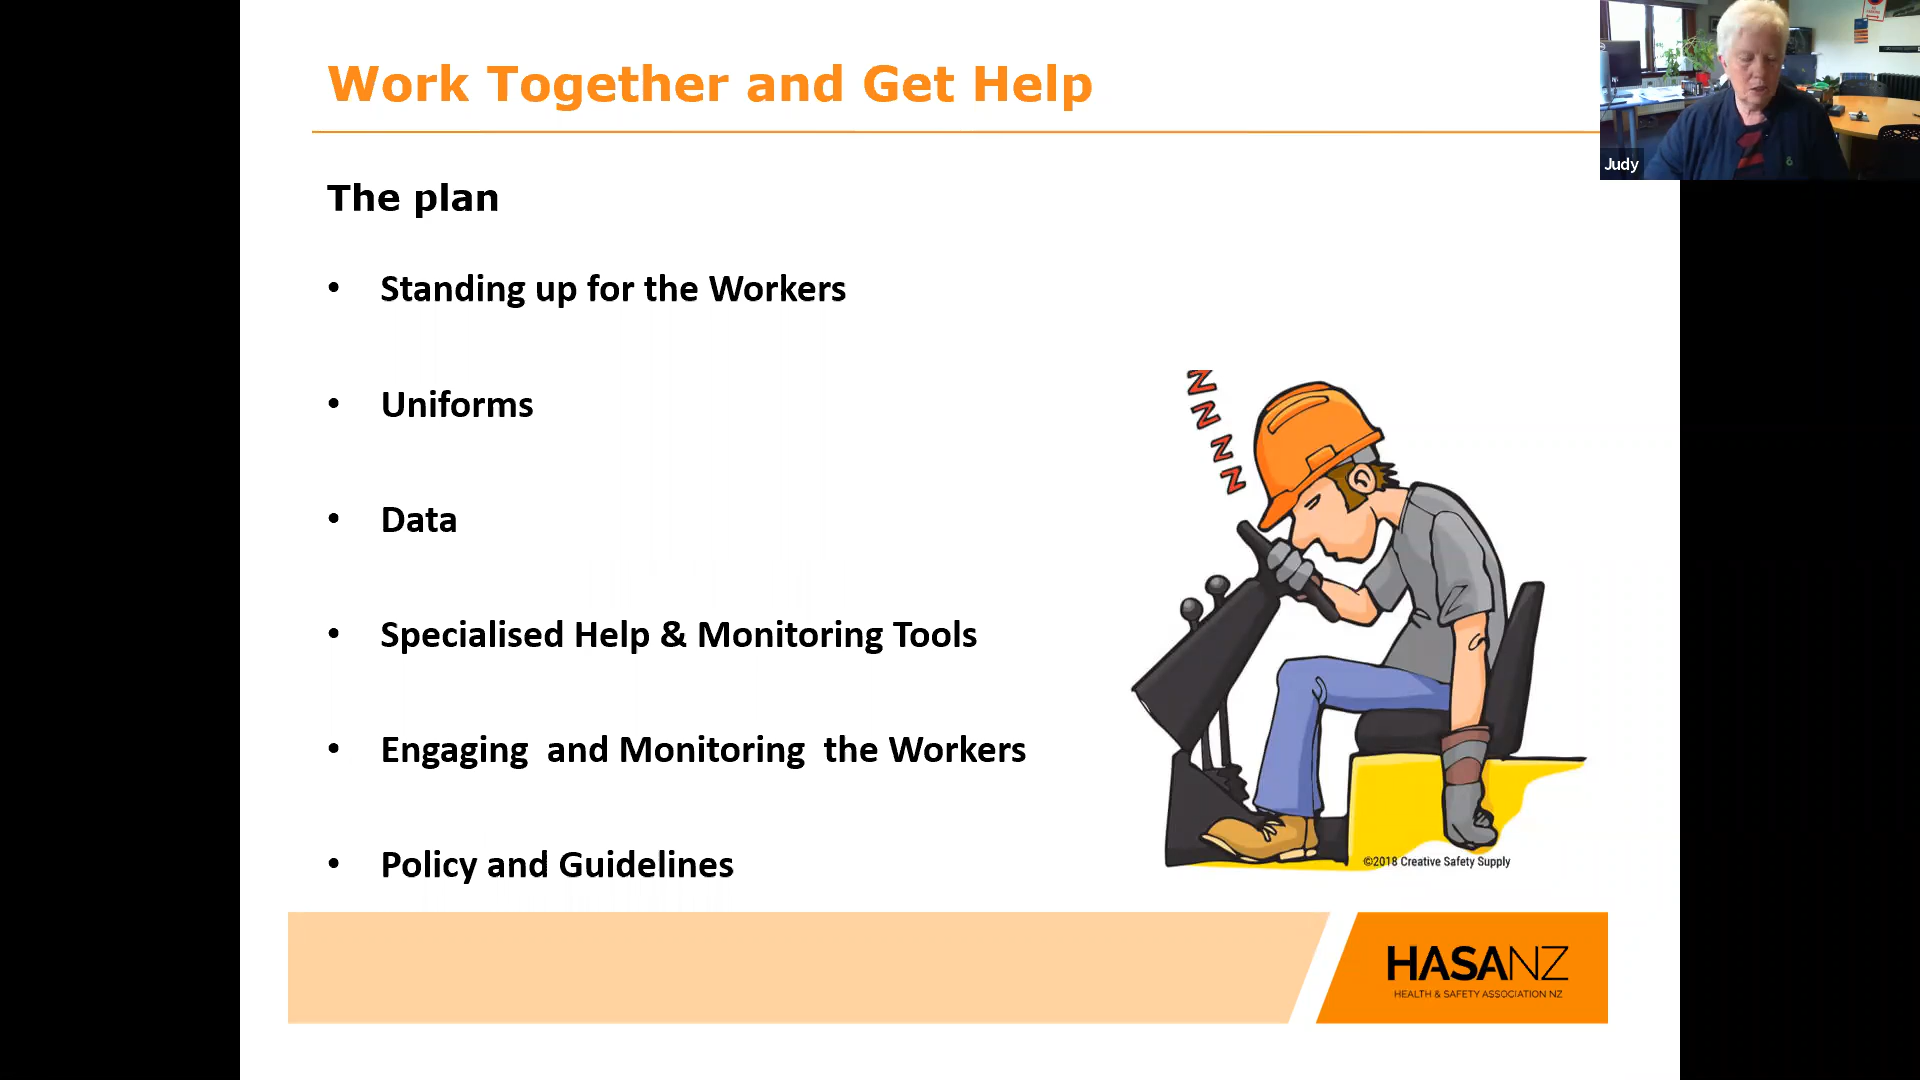 Work Together and Get Help
Judy
The plan
• Standing up for the Workers
• Uniforms
• Data
• Specialised Help & Monitoring Tools
• Engaging  and Monitoring  the Workers
• Policy and Guidelines
Z
Z
Z
Z
©2018 Creative Safety Supply
HASANZ
HEALTH & SAFETY ASSOCIATION NZ